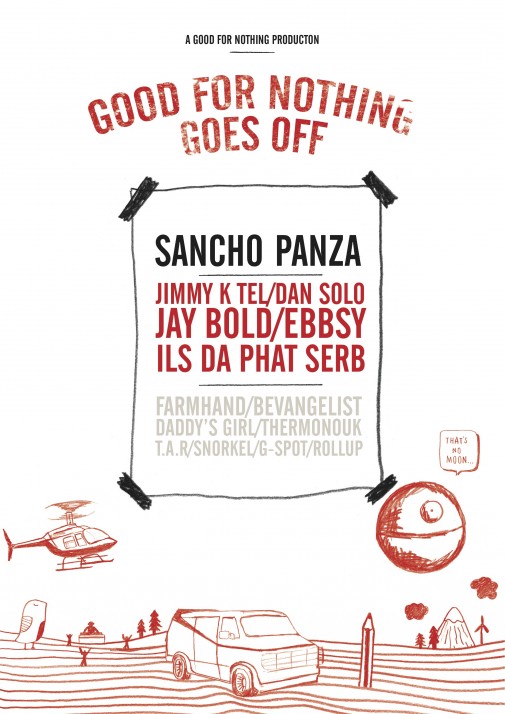 A GOOD FOR NOTHING PRODUCTON
GOOD FOR NOTHING
GOES OFF
SANCHO PANZA
JIMMY K TEL/DAN SOLO
JAY BOLD/EBBSY
ILS DA PHAT SERB
FARMHAND/BEVANGELIST
DADDY'S GIRL/THERMONOUK
T.A.R/SNORKEL/G-SPOT/ROLLUP
THAT'S
NO
MOON...